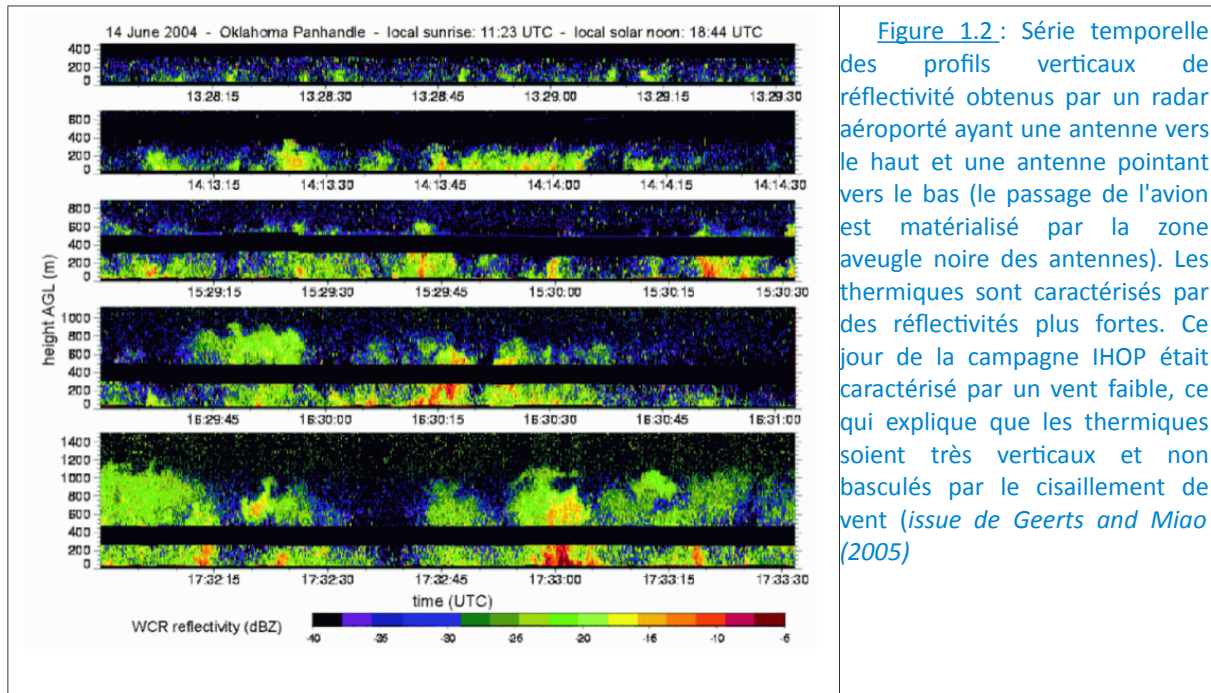 14 June 2004 - Oklahoma Panhandle - local sunrise: 11:23 UTC - local solar noon: 18:44 UTC
400
200
0
13:28:15 13:28:30 13:28:45 13:29:00 13:29:15 13:29:30
600
400
200
0
14:13:15 14:13:30 14:13:45 14:14:00 14:14:15 14:14:30
800
600
400
200
0
15:29:15 15:29:30 15:29:45 15:30:00 15:30:15 15:30:30
height AGL (m)
1000
800
600
400
200
0
16:29:45 16:30:00 16:30:15 16:30:30 16:30:45 16:31:00
1400
1200
1000
800
600
400
200
0
17:32:15 17:32:30 17:32:45 17:33:00 17:33:15 17:33:30
time (UTC)
WCR reflectivity (dBZ)
-40 -35 -30 -25 -20 -15 -10 -5
Figure 1.2 : Série temporelle
des profils verticaux de
réflectivité obtenus par un radar
aéroporté ayant une antenne vers
le haut et une antenne pointant
vers le bas (le passage de l'avion
est matérialisé par la zone
aveugle noire des antennes). Les
thermiques sont caractérisés par
des réflectivités plus fortes. Ce
jour de la campagne IHOP était
caractérisé par un vent faible, ce
qui explique que les thermiques
soient très verticaux et non
basculés par le cisaillement de
vent (issue de Geerts and Miao
(2005)